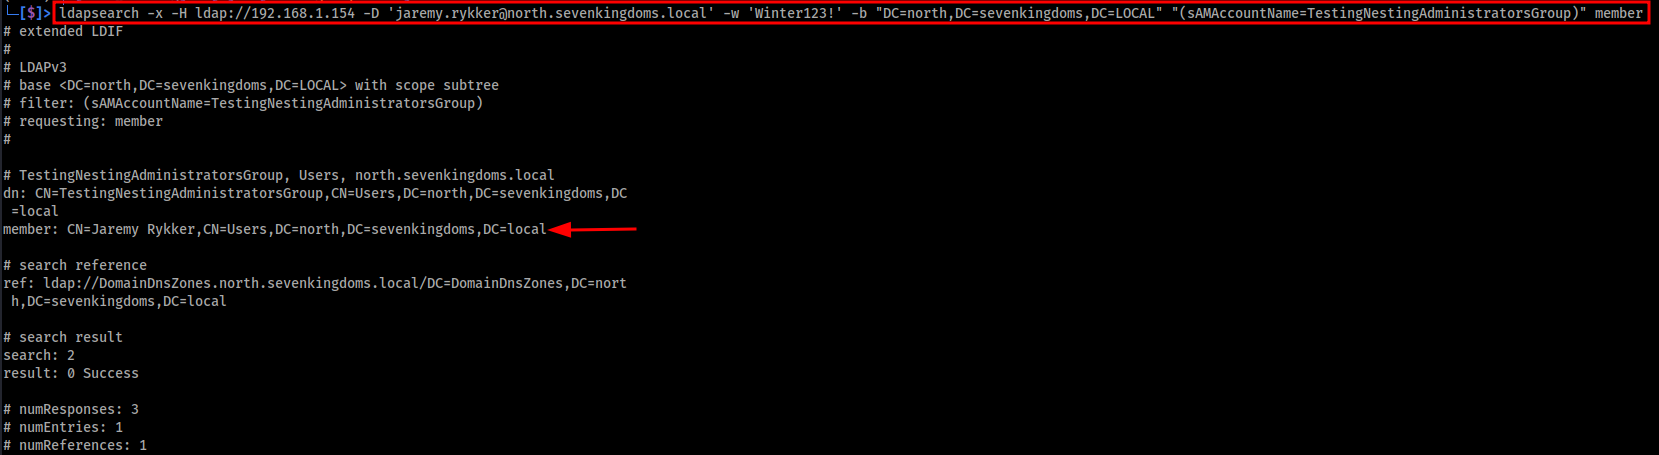 └─[$]> ldapsearch -x -H ldap://192.168.1.154 -D 'jaremy.rykker@north.sevenkingdoms.local' -w 'Winter123!' -b "DC=north,DC=sevenkingdoms,DC=LOCAL" "(sAMAccountName=TestingNestingAdministratorsGroup)" member
# extended LDIF
#
# LDAPv3
# base <DC=north,DC=sevenkingdoms,DC=LOCAL> with scope subtree
# filter: (sAMAccountName=TestingNestingAdministratorsGroup)
# requesting: member
#
# TestingNestingAdministratorsGroup, Users, north.sevenkingdoms.local
dn: CN=TestingNestingAdministratorsGroup,CN=Users,DC=north,DC=sevenkingdoms,DC
 =local
member: CN=Jaremy Rykker,CN=Users,DC=north,DC=sevenkingdoms,DC=local
# search reference
ref: ldap://DomainDnsZones.north.sevenkingdoms.local/DC=DomainDnsZones,DC=nort
 h,DC=sevenkingdoms,DC=local
# search result
search: 2
result: 0 Success
# numResponses: 3
# numEntries: 1
# numReferences: 1